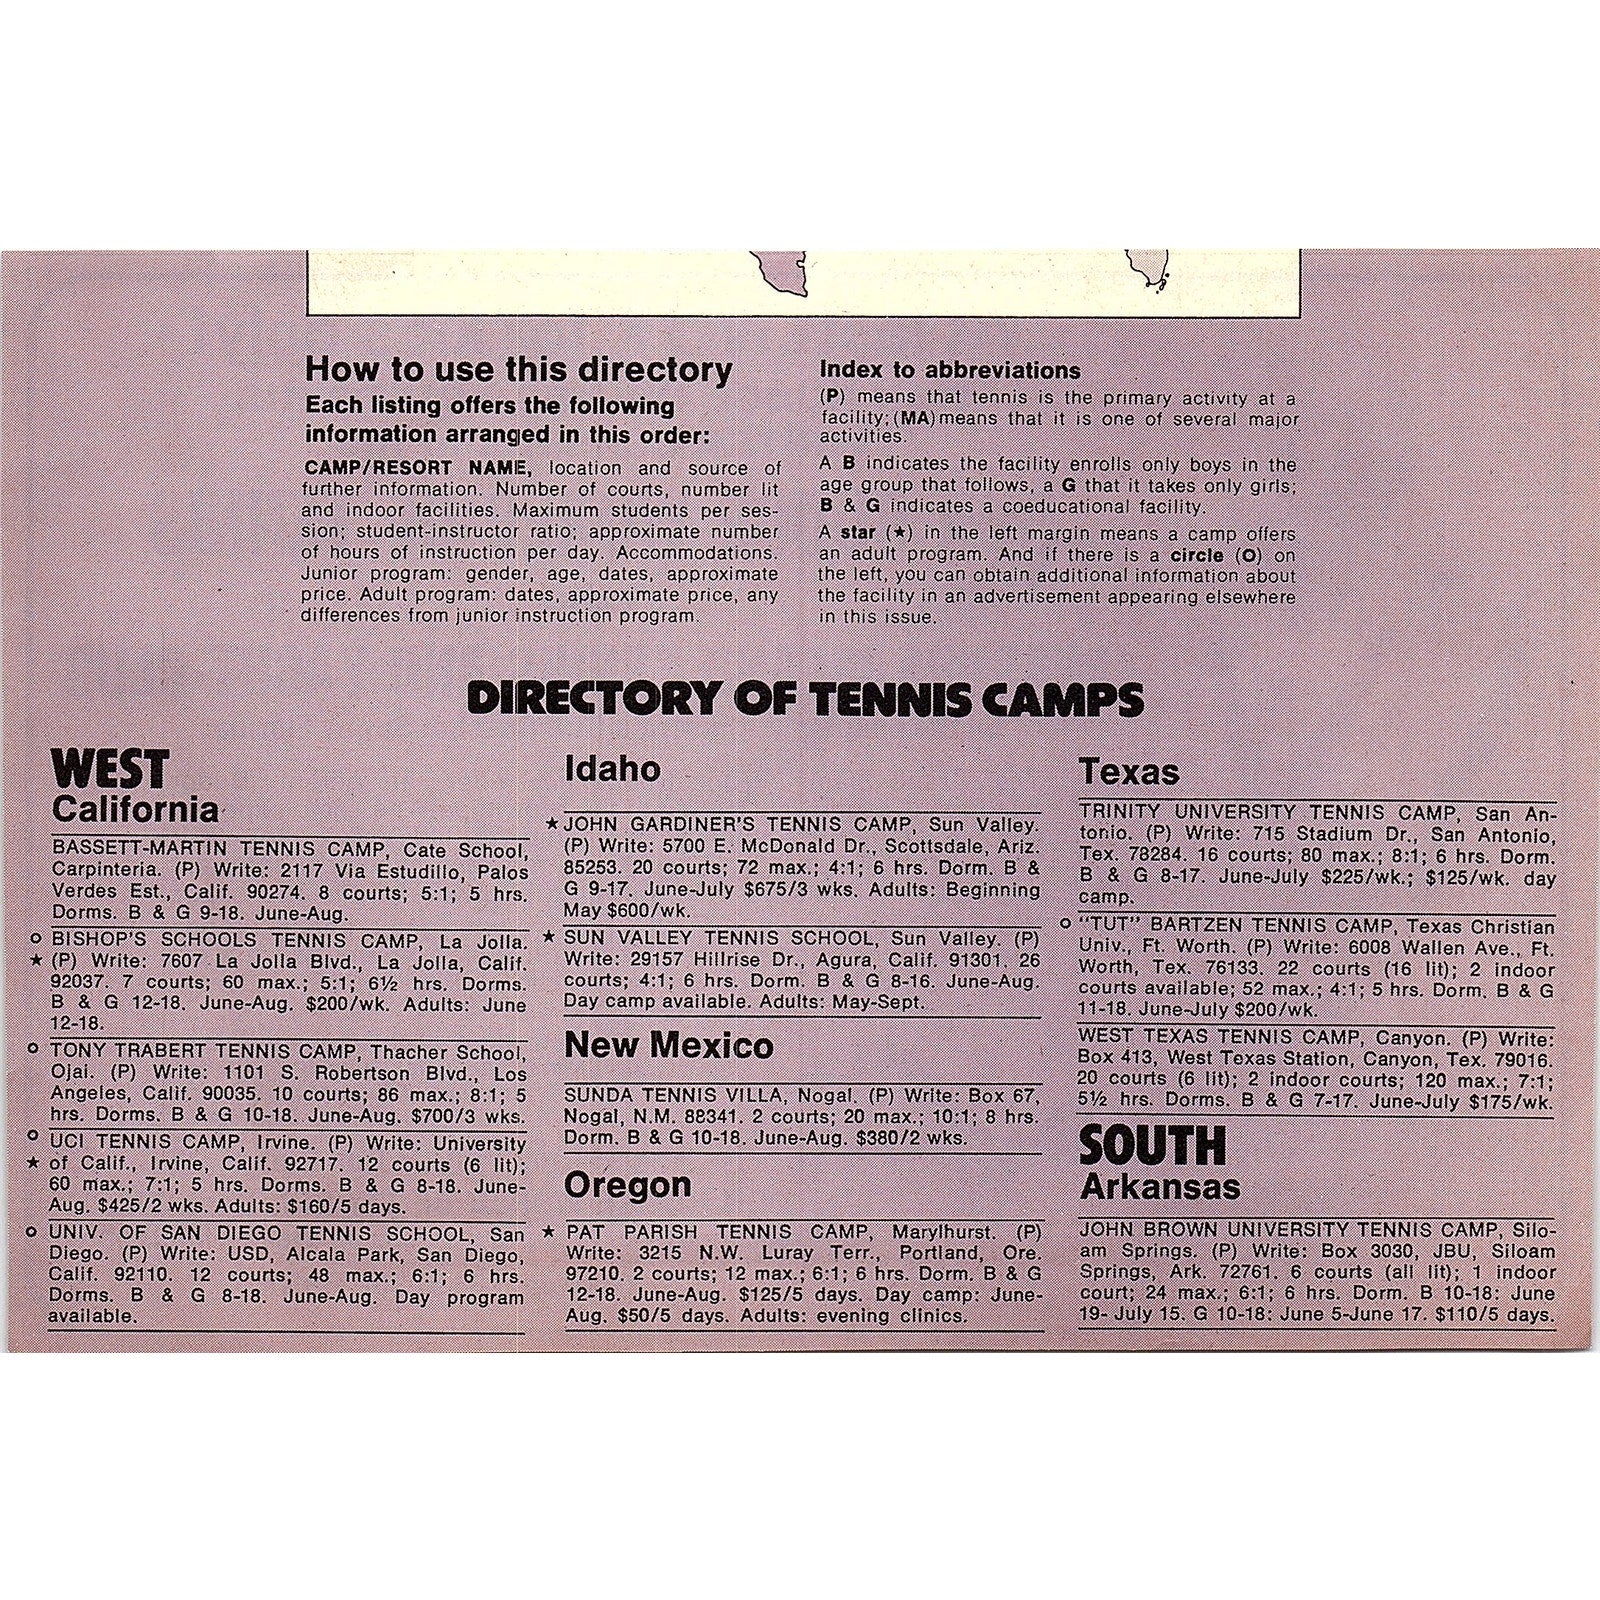 How to use this directory
Each listing offers the following
information arranged in this order:
CAMP/RESORT NAME, location and source of
further information. Number of courts, number lit
and indoor facilities. Maximum students per ses-
sion; student-instructor ratio; approximate number
of hours of instruction per day. Accommodations.
Junior program: gender, age, dates, approximate
price. Adult program: dates, approximate price, any
differences from junior instruction program.
Index to abbreviations
(P) means that tennis is the primary activity at a
facility; (MA) means that it is one of several major
activities.
A B indicates the facility enrolls only boys in the
age group that follows, a G that it takes only girls;
B & G indicates a coeducational facility.
A star (★) in the left margin means a camp offers
an adult program. And if there is a circle (O) on
the left, you can obtain additional information about
the facility in an advertisement appearing elsewhere
in this issue.
DIRECTORY OF TENNIS CAMPS
WEST
California
BASSETT-MARTIN TENNIS CAMP, Cate School,
Carpinteria. (P) Write: 2117 Via Estudillo, Palos
Verdes Est., Calif. 90274. 8 courts; 5:1; 5 hrs.
Dorms. B & G 9-18. June-Aug.
O BISHOP'S SCHOOLS TENNIS CAMP, La Jolla.
★ (P) Write: 7607 La Jolla Blvd., La Jolla, Calif.
92037. 7 courts; 60 max.; 5:1; 6½ hrs. Dorms.
B & G 12-18. June-Aug. $200/wk. Adults: June
12-18.
O TONY TRABERT TENNIS CAMP, Thacher School,
Ojai. (P) Write: 1101 S. Robertson Blvd., Los
Angeles, Calif. 90035. 10 courts; 86 max.; 8:1; 5
hrs. Dorms. B & G 10-18. June-Aug. $700/3 wks.
O UCI TENNIS CAMP, Irvine. (P) Write: University
★ of Calif., Irvine, Calif. 92717. 12 courts (6 lit);
60 max.; 7:1; 5 hrs. Dorms. B & G 8-18. June-
Aug. $425/2 wks. Adults: $160/5 days.
O UNIV. OF SAN DIEGO TENNIS SCHOOL, San
Diego. (P) Write: USD, Alcala Park, San Diego,
Calif. 92110. 12 courts; 48 max.; 6:1; 6 hrs.
Dorms. B & G 8-18. June-Aug. Day program
available.
Idaho
★ JOHN GARDINER'S TENNIS CAMP, Sun Valley.
(P) Write: 5700 E. McDonald Dr., Scottsdale, Ariz.
85253. 20 courts; 72 max.; 4:1; 6 hrs. Dorm. B &
G 9-17. June-July $675/3 wks. Adults: Beginning
May $600/wk.
★ SUN VALLEY TENNIS SCHOOL, Sun Valley. (P)
Write: 29157 Hillrise Dr., Agura, Calif. 91301. 26
courts; 4:1; 6 hrs. Dorm. B & G 8-16. June-Aug.
Day camp available. Adults: May-Sept.
New Mexico
SUNDA TENNIS VILLA, Nogal. (P) Write: Box 67,
Nogal, N.M. 88341. 2 courts; 20 max.; 10:1; 8 hrs.
Dorm. B & G 10-18. June-Aug. $380/2 wks.
Oregon
★ PAT PARISH TENNIS CAMP, Marylhurst. (P)
Write: 3215 N.W. Luray Terr., Portland, Ore.
97210. 2 courts; 12 max.; 6:1; 6 hrs. Dorm. B & G
12-18. June-Aug. $125/5 days. Day camp: June-
Aug. $50/5 days. Adults: evening clinics.
Texas
TRINITY UNIVERSITY TENNIS CAMP, San An-
tonio. (P) Write: 715 Stadium Dr., San Antonio,
Tex. 78284. 16 courts; 80 max.; 8:1; 6 hrs. Dorm.
B & G 8-17. June-July $225/wk.; $125/wk. day
camp.
O "TUT" BARTZEN TENNIS CAMP, Texas Christian
Univ., Ft. Worth. (P) Write: 6008 Wallen Ave., Ft.
Worth, Tex. 76133. 22 courts (16 lit); 2 indoor
courts available; 52 max.; 4:1; 5 hrs. Dorm. B & G
11-18. June-July $200/wk.
WEST TEXAS TENNIS CAMP, Canyon. (P) Write:
Box 413, West Texas Station, Canyon, Tex. 79016.
20 courts (6 lit); 2 indoor courts; 120 max.; 7:1;
5½ hrs. Dorms. B & G 7-17. June-July $175/wk.
SOUTH
Arkansas
JOHN BROWN UNIVERSITY TENNIS CAMP, Silo-
am Springs. (P) Write: Box 3030, JBU, Siloam
Springs, Ark. 72761. 6 courts (all lit); 1 indoor
court; 24 max.; 6:1; 6 hrs. Dorm. B 10-18: June
19- July 15. G 10-18: June 5-June 17. $110/5 days.